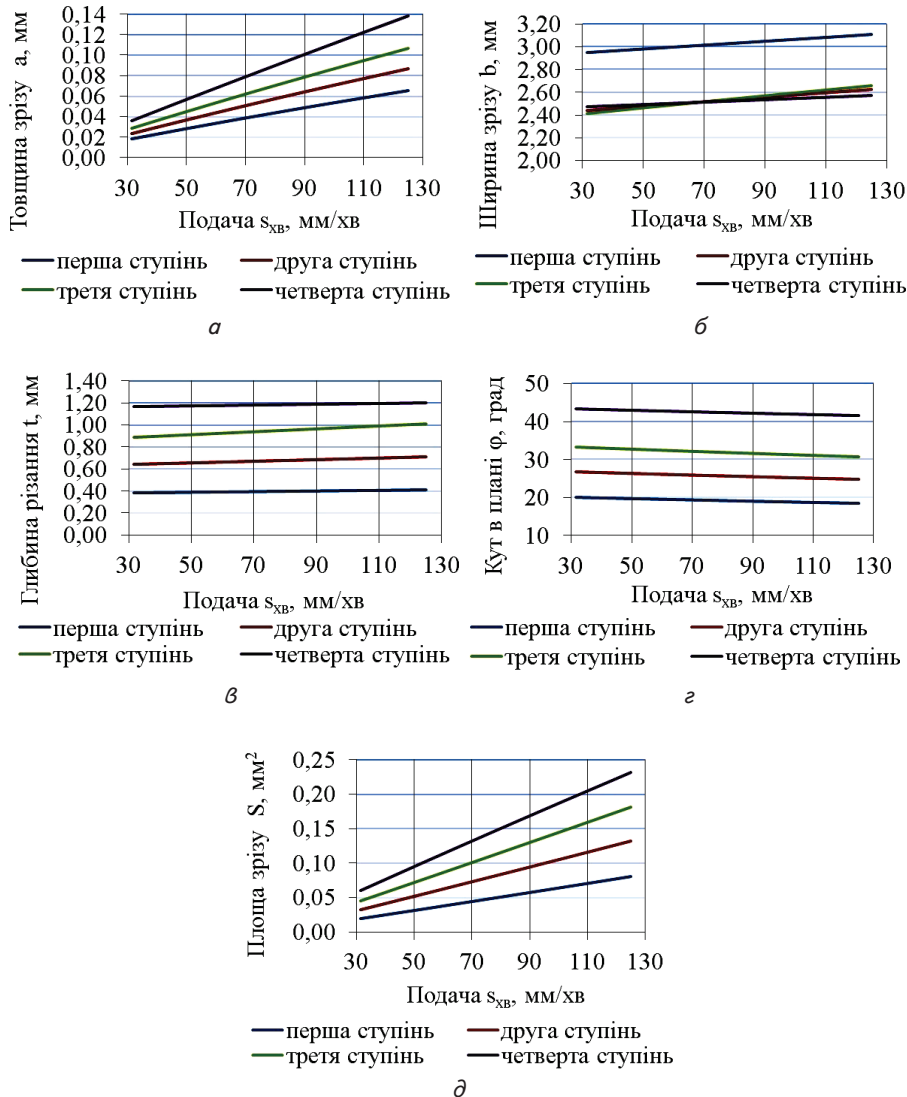 Товщина зрізу a, мм
0,14
0,12
0,10
0,08
0,06
0,04
0,02
0,00
30 50 70 90 110 130
Подача sхв, мм/хв
перша ступінь друга ступінь
третя ступінь четверта ступінь
а
Ширина зрізу b, мм
3,20
3,00
2,80
2,60
2,40
2,20
2,00
30 50 70 90 110 130
Подача sхв, мм/хв
перша ступінь друга ступінь
третя ступінь четверта ступінь
б
Глибина різання t, мм
1,40
1,20
1,00
0,80
0,60
0,40
0,20
0,00
30 50 70 90 110 130
Подача sхв, мм/хв
перша ступінь друга ступінь
третя ступінь четверта ступінь
в
Кут в плані φ, град
50
40
30
20
10
30 50 70 90 110 130
Подача sхв, мм/хв
перша ступінь друга ступінь
третя ступінь четверта ступінь
г
Площа зрізу S, мм²
0,25
0,20
0,15
0,10
0,05
0,00
30 50 70 90 110 130
Подача sхв, мм/хв
перша ступінь друга ступінь
третя ступінь четверта ступінь
д